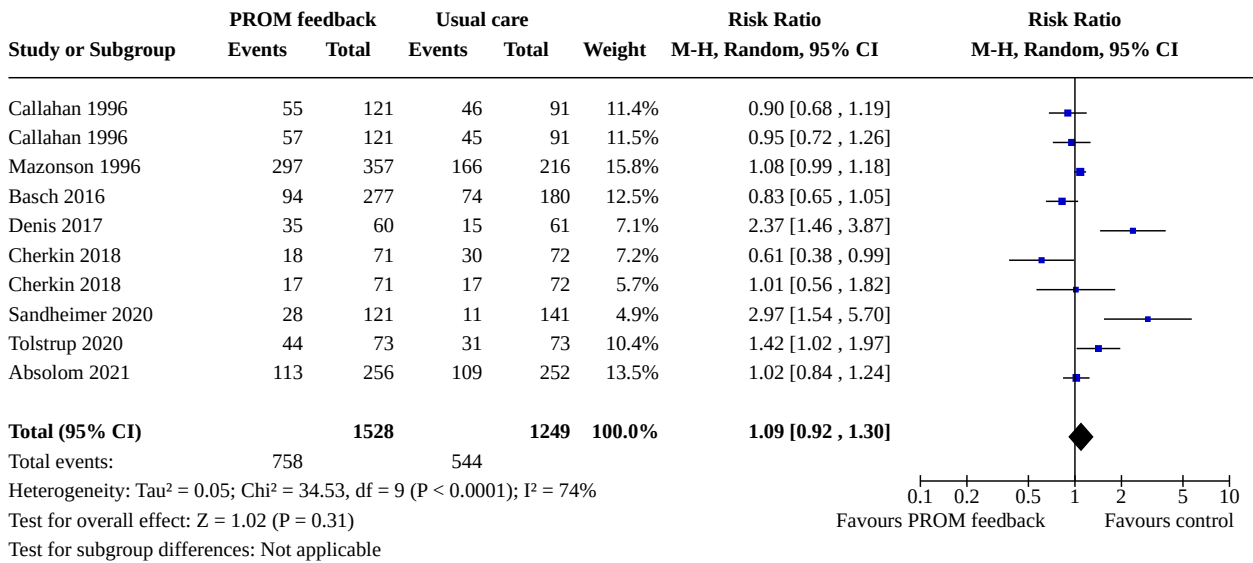 PROM feedback Usual care Risk Ratio Risk Ratio
Study or Subgroup Events Total Events Total Weight M-H, Random, 95% CI M-H, Random, 95% CI
Callahan 1996 55 121 46 91 11.4% 0.90 [0.68 , 1.19]
Callahan 1996 57 121 45 91 11.5% 0.95 [0.72 , 1.26]
Mazonson 1996 297 357 166 216 15.8% 1.08 [0.99 , 1.18]
Basch 2016 94 277 74 180 12.5% 0.83 [0.65 , 1.05]
Denis 2017 35 60 15 61 7.1% 2.37 [1.46 , 3.87]
Cherkin 2018 18 71 30 72 7.2% 0.61 [0.38 , 0.99]
Cherkin 2018 17 71 17 72 5.7% 1.01 [0.56 , 1.82]
Sandheimer 2020 28 121 11 141 4.9% 2.97 [1.54 , 5.70]
Tolstrup 2020 44 73 31 73 10.4% 1.42 [1.02 , 1.97]
Absolom 2021 113 256 109 252 13.5% 1.02 [0.84 , 1.24]
Total (95% CI) 1528 1249 100.0% 1.09 [0.92 , 1.30]
Total events: 758 544
Heterogeneity: Tau² = 0.05; Chi² = 34.53, df = 9 (P < 0.0001); I² = 74%
Test for overall effect: Z = 1.02 (P = 0.31)
Test for subgroup differences: Not applicable
0.1 0.2 0.5 1 2 5 10
Favours PROM feedback Favours control